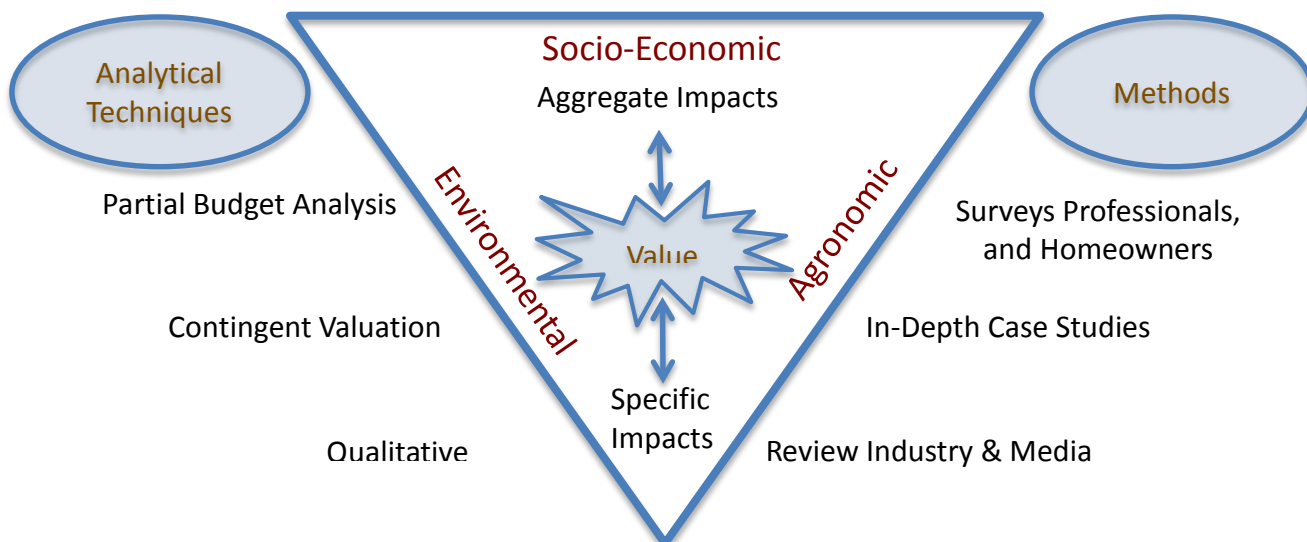 Analytical
Techniques
Partial Budget Analysis
Contingent Valuation
Qualitative
Socio-Economic
Aggregate Impacts
Environmental
Value
Agronomic
Specific
Impacts
Methods
Surveys Professionals,
and Homeowners
In-Depth Case Studies
Review Industry & Media